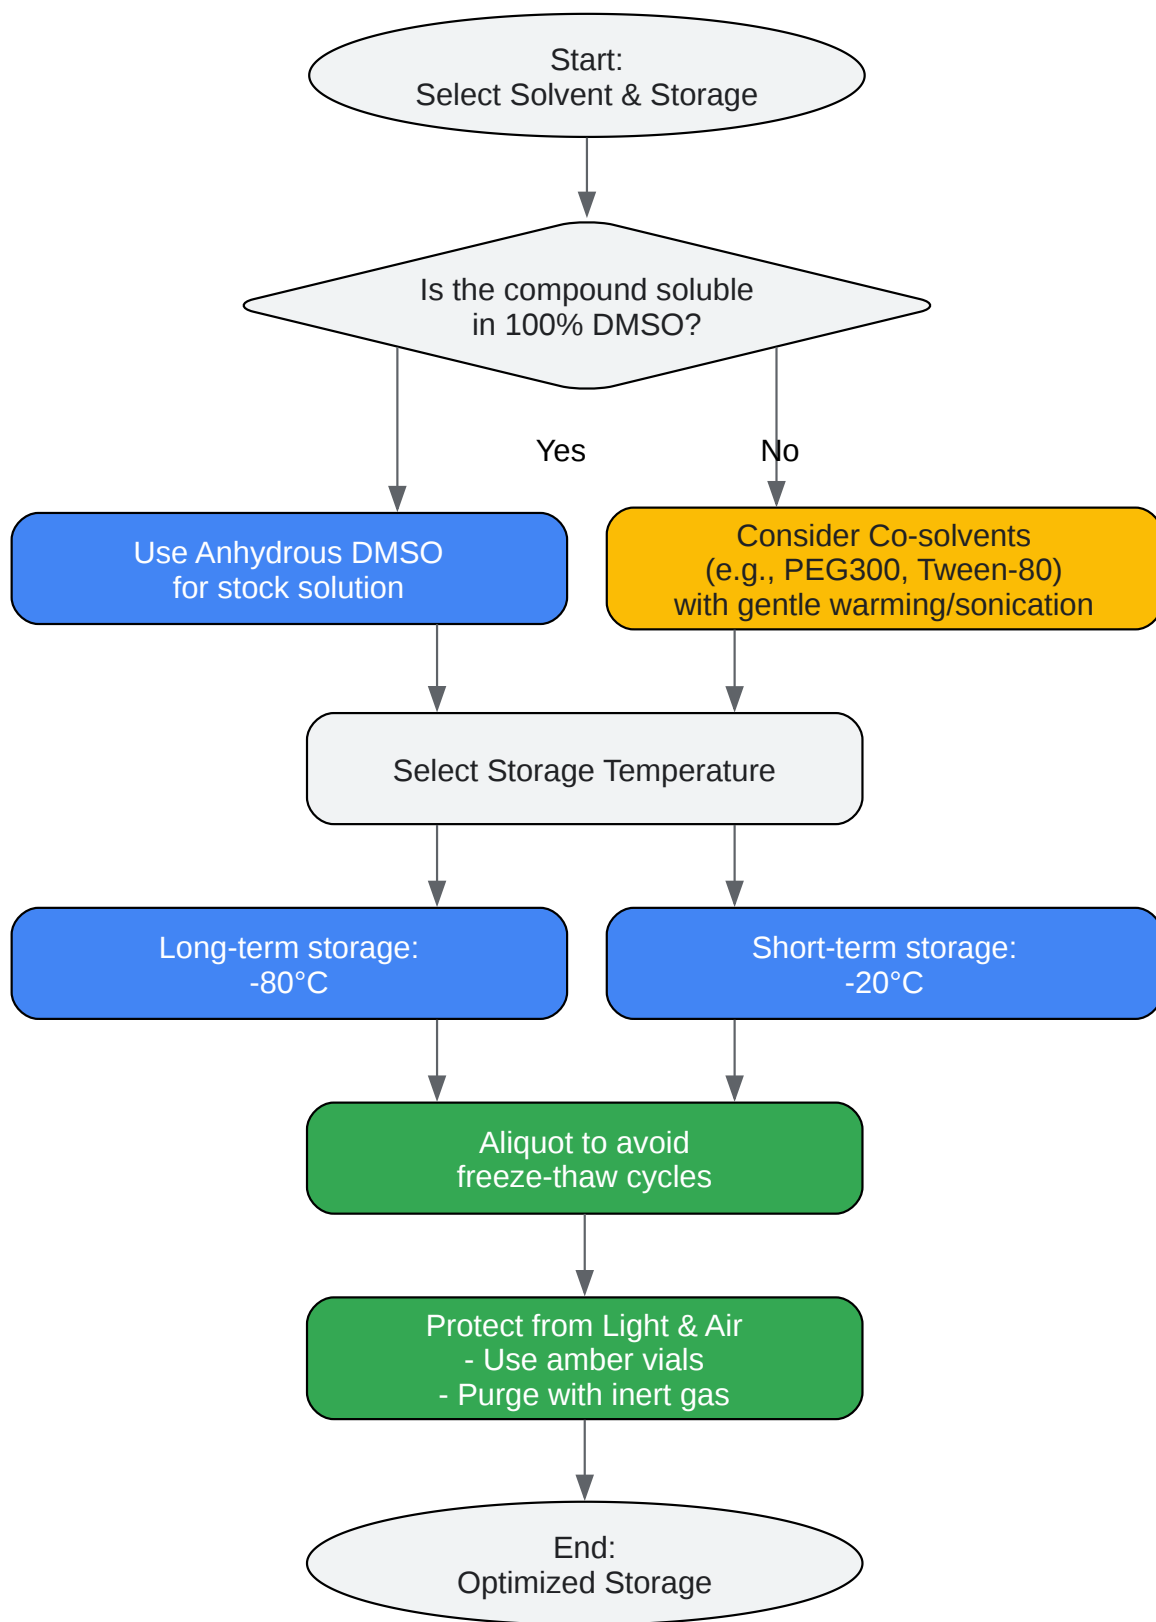 Start:
Select Solvent & Storage
Is the compound soluble
in 100% DMSO?
Yes
No
Use Anhydrous DMSO
for stock solution
Consider Co-solvents
(e.g., PEG300, Tween-80)
with gentle warming/sonication
Select Storage Temperature
Long-term storage:
-80°C
Short-term storage:
-20°C
Aliquot to avoid
freeze-thaw cycles
Protect from Light & Air
- Use amber vials
- Purge with inert gas
End:
Optimized Storage